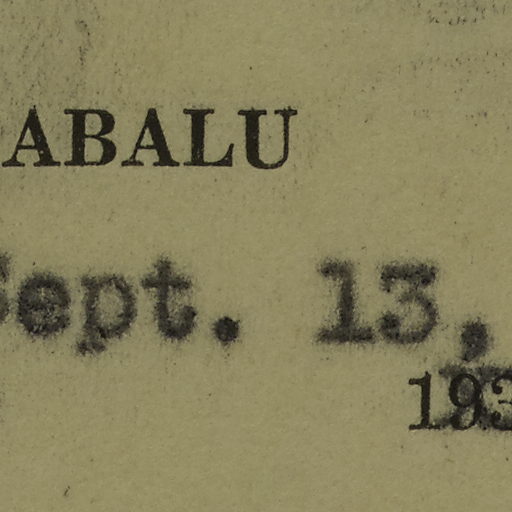 ABALU
Sept. 13,
193